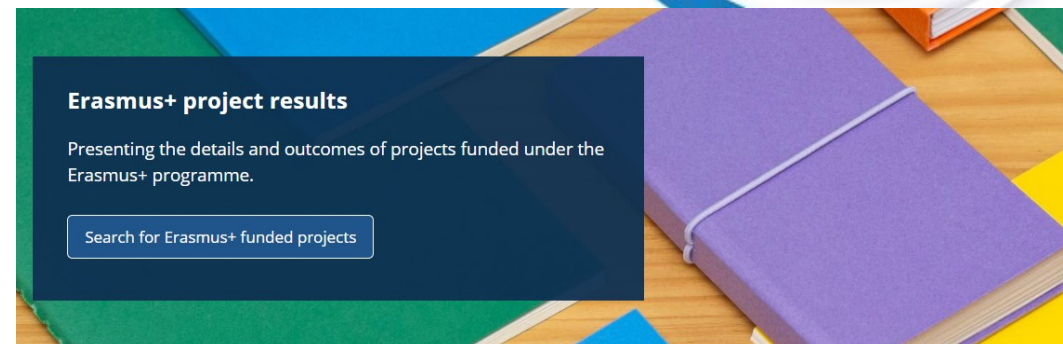 Erasmus+ project results
Presenting the details and outcomes of projects funded under the
Erasmus+ programme.
Search for Erasmus+ funded projects